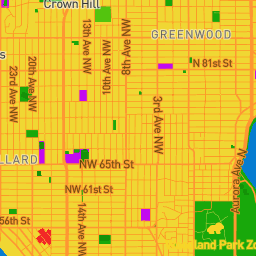 Crown Hill
GREENWOOD
13th Ave NW
8th Ave NW
10th Ave NW
N 81st St
20th Ave NW
23rd Ave NW
3rd Ave NW
NW 65th St
NW 61st St
14th Ave NW
56th St
Aurora Ave N
Park Zo